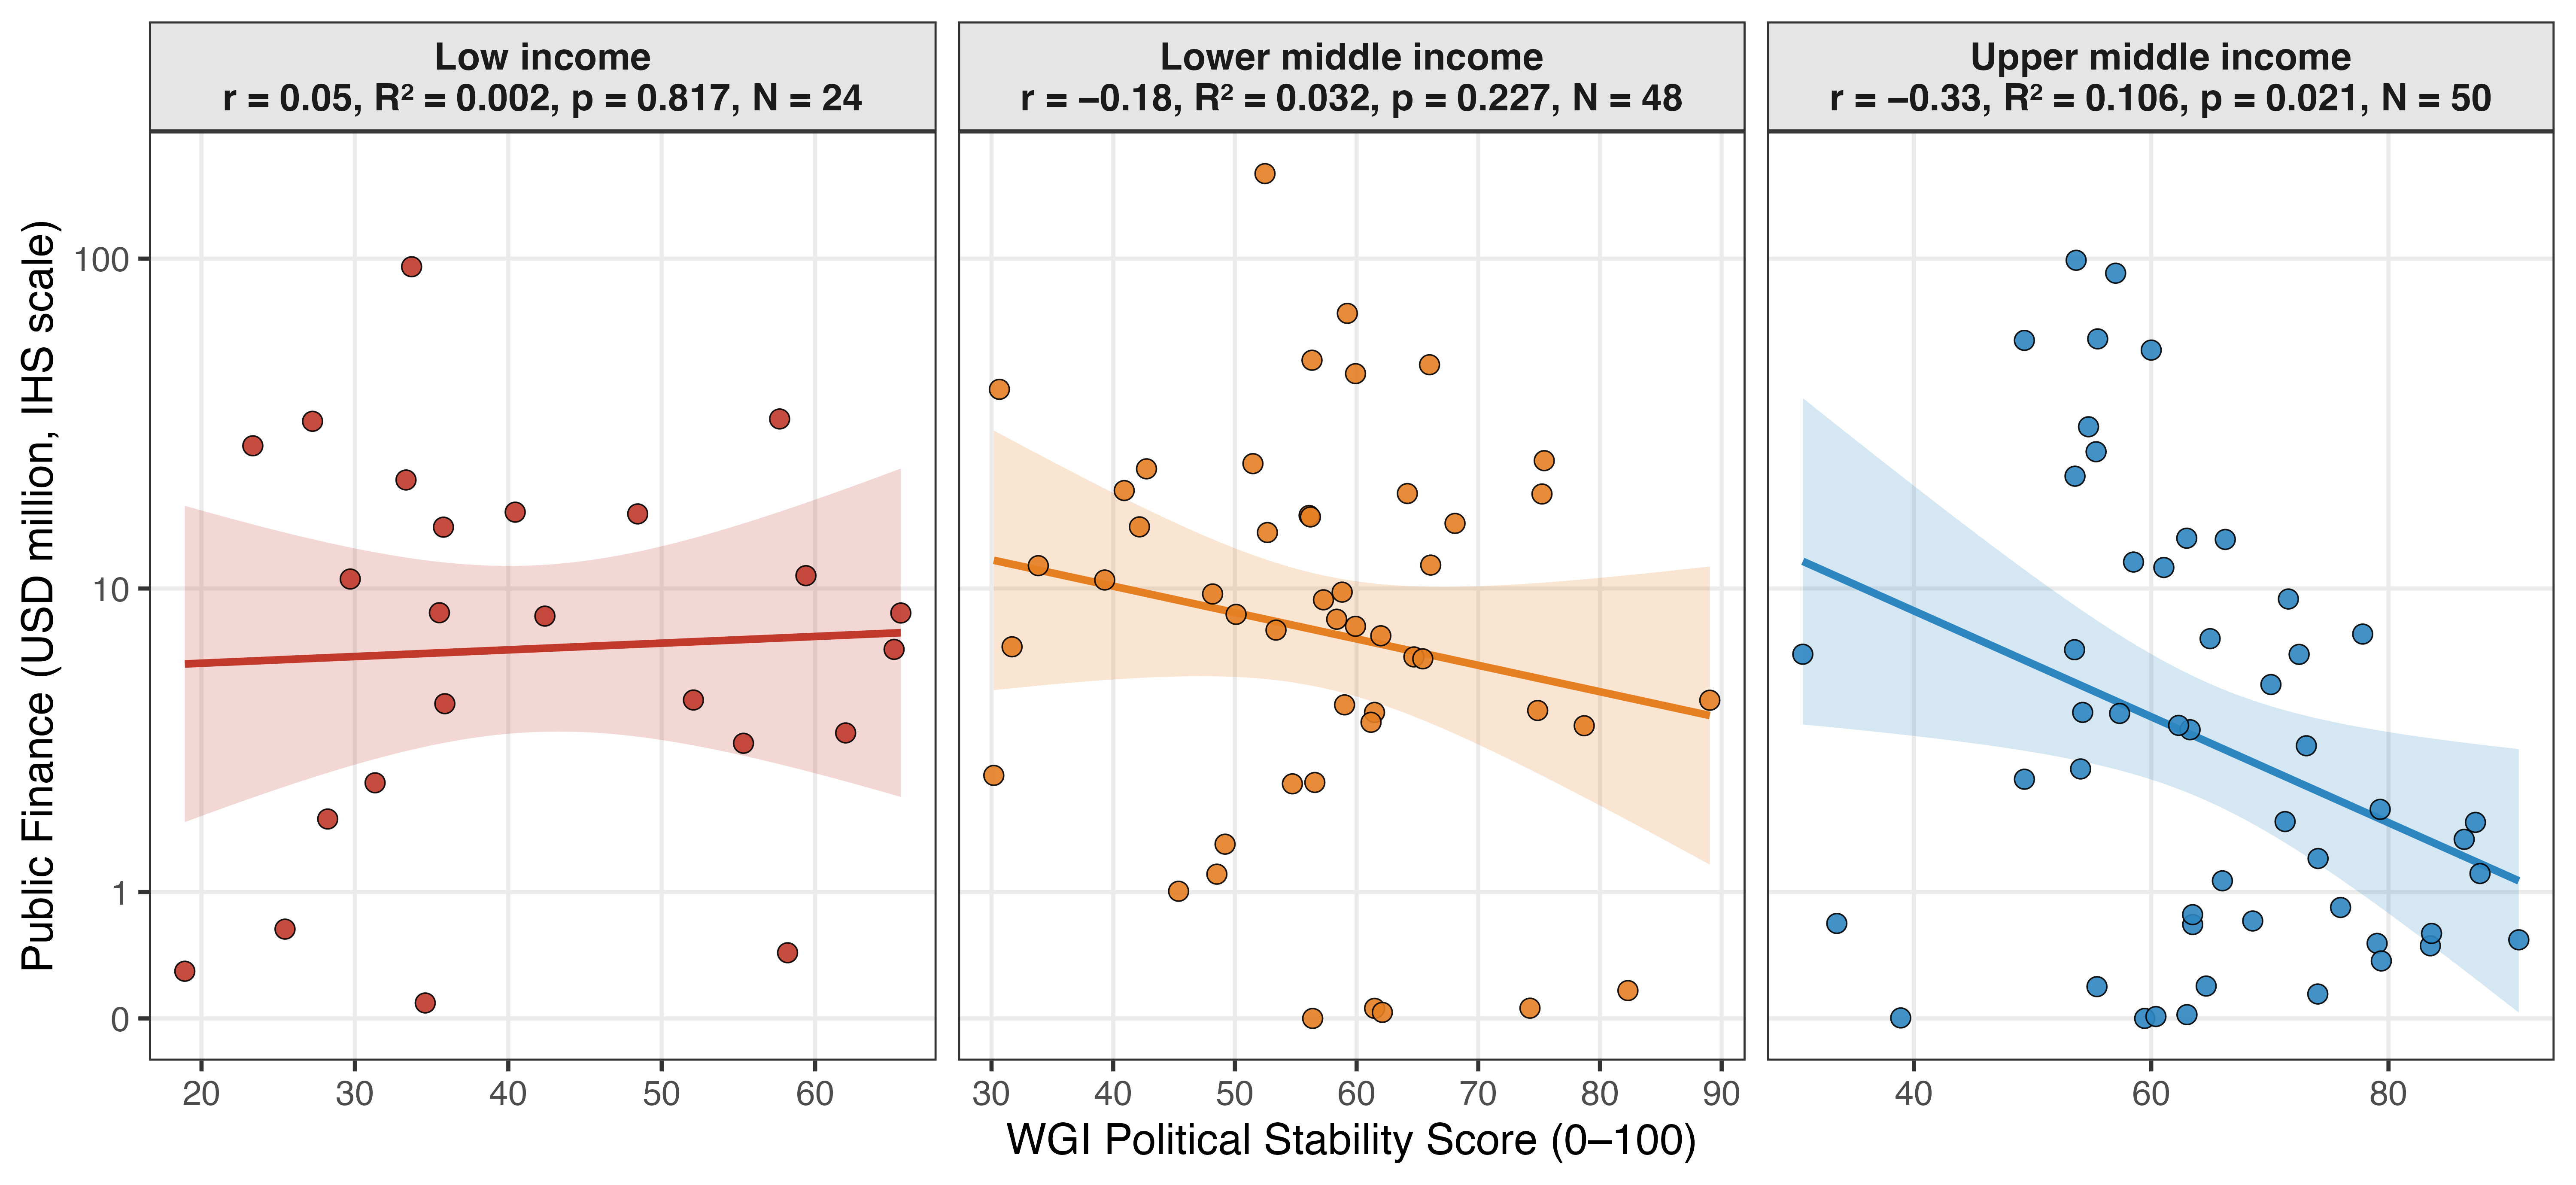 Low income
r = 0.05, R² = 0.002, p = 0.817, N = 24
Lower middle income
r = −0.18, R² = 0.032, p = 0.227, N = 48
Upper middle income
r = −0.33, R² = 0.106, p = 0.021, N = 50
Public Finance (USD million, IHS scale)
100
10
1
0
20 30 40 50 60
30 40 50 60 70 80 90
40 60 80
WGI Political Stability Score (0–100)